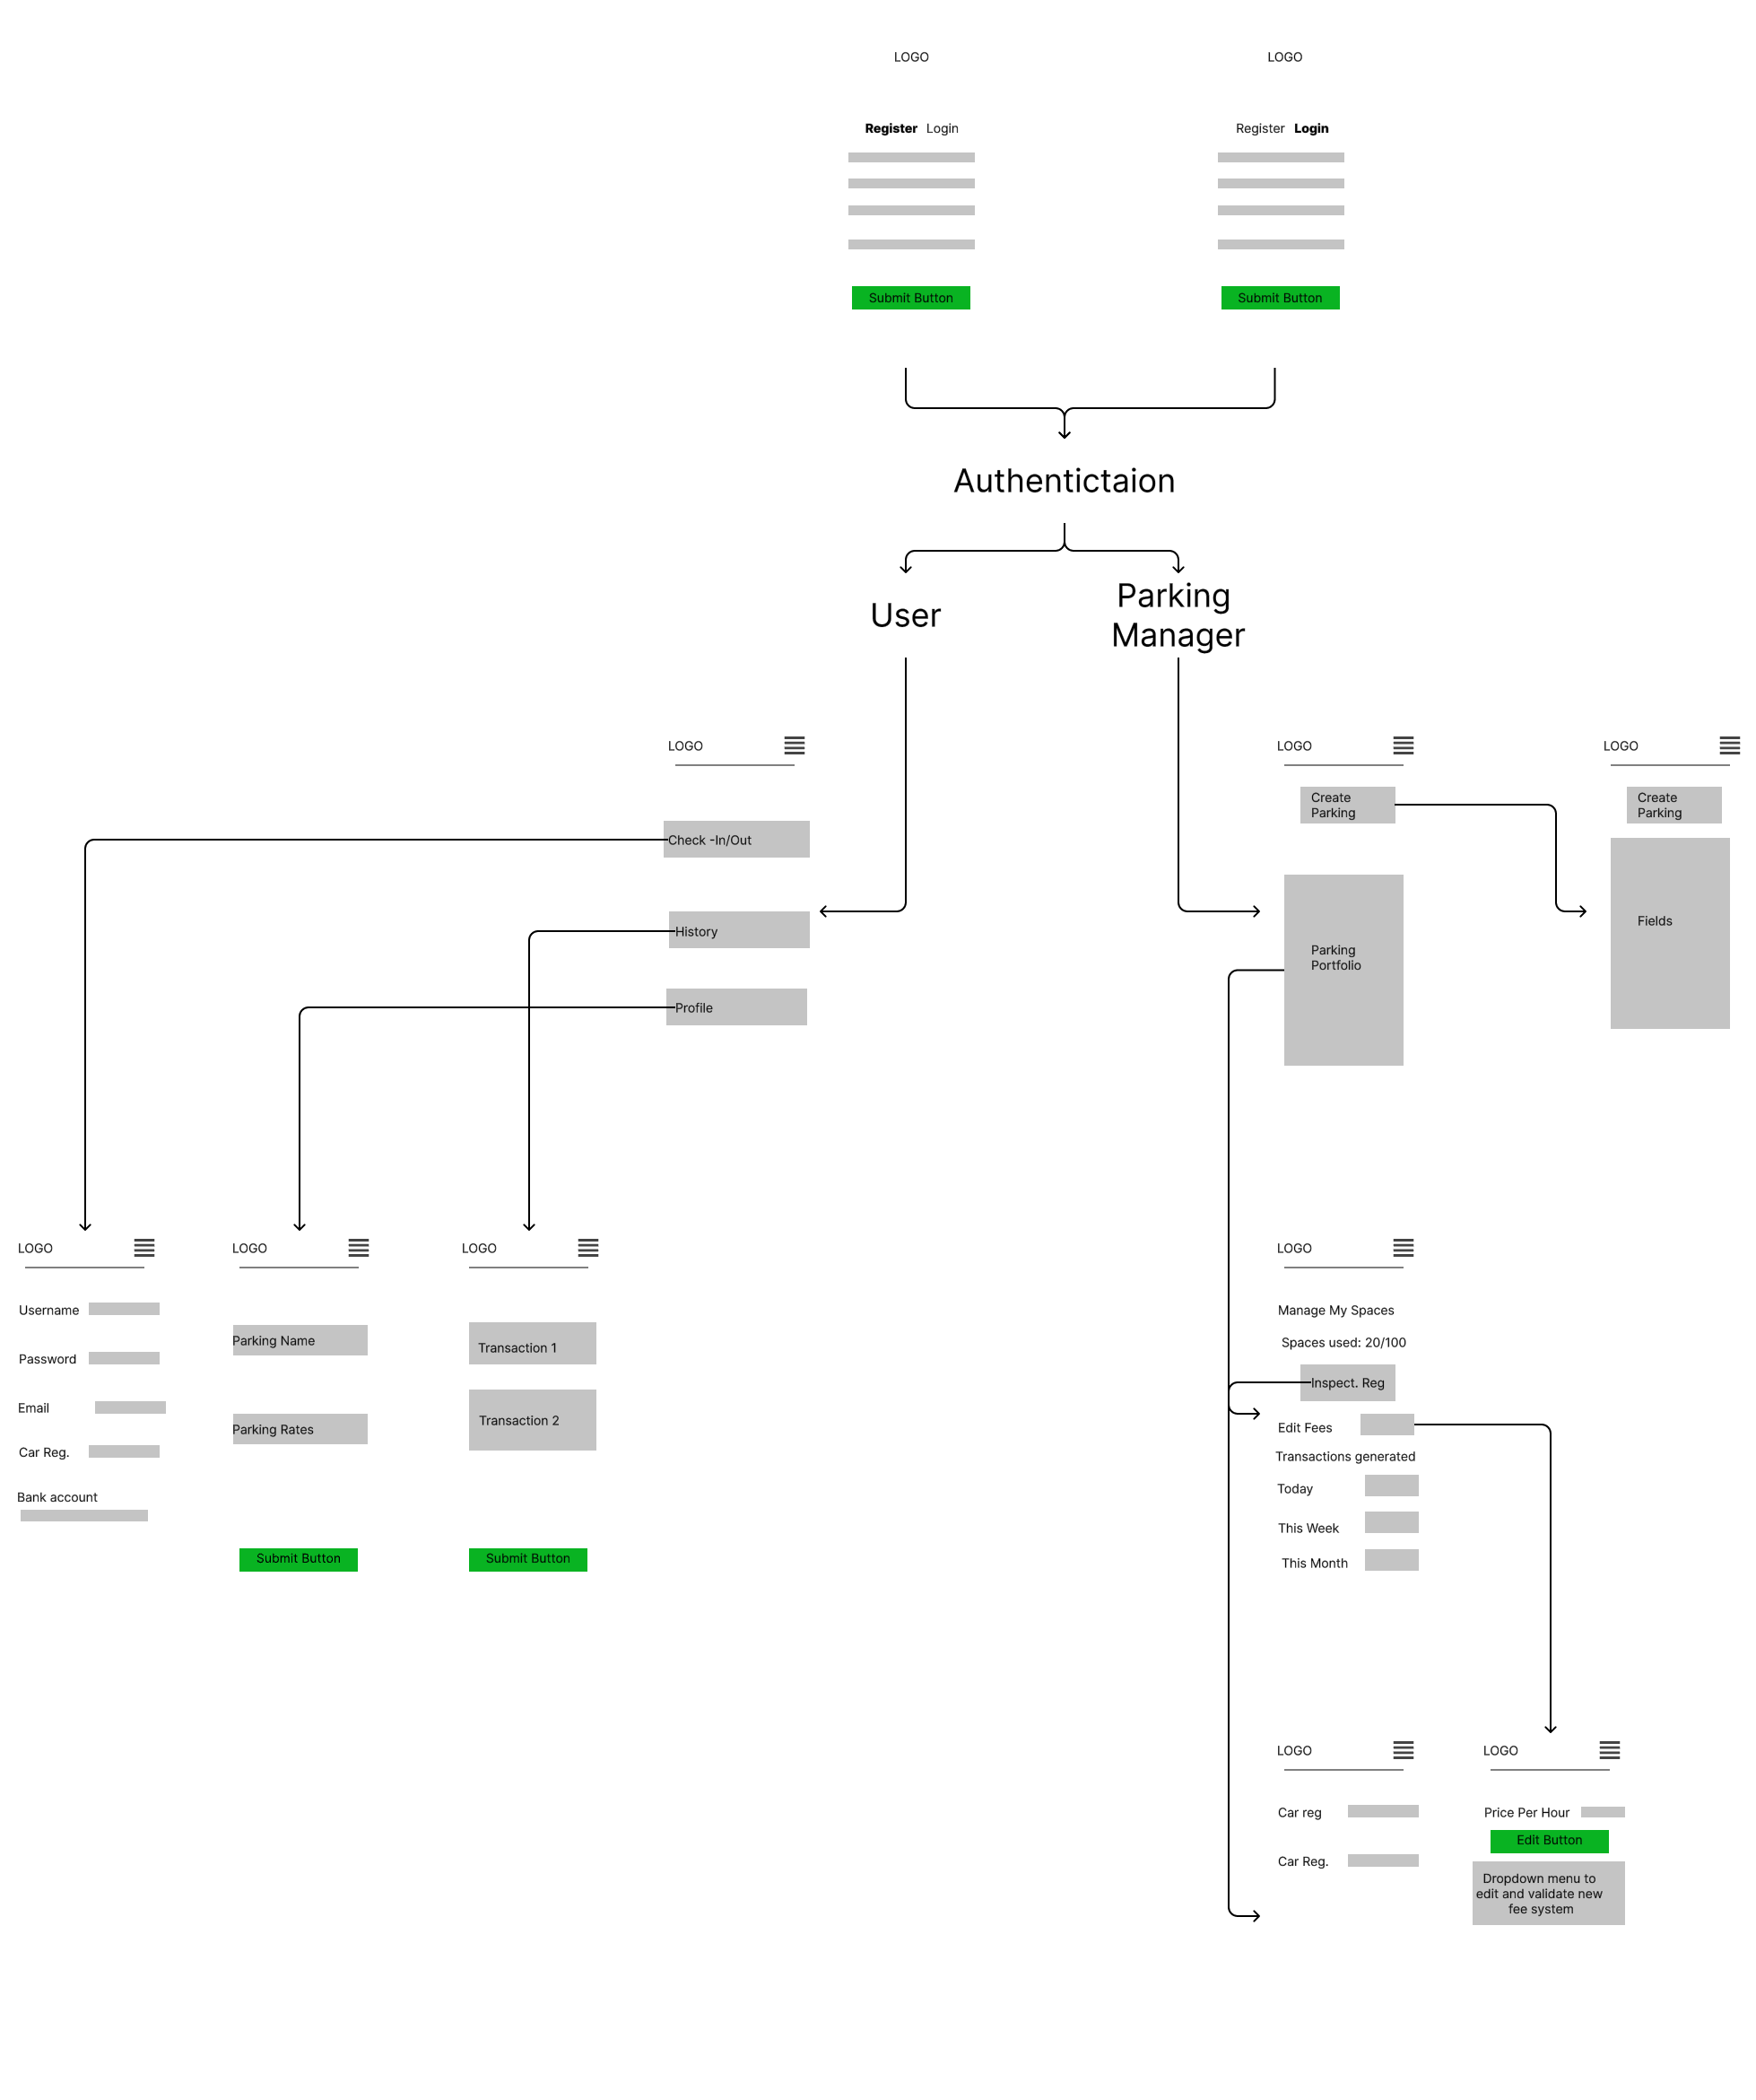 LOGO
Register Login
Submit Button
LOGO
Register Login
Submit Button
Authentictaion
User
Parking
Manager
LOGO
Check -In/Out
History
Profile
LOGO
Create
Parking
Parking
Portfolio
LOGO
Create
Parking
Fields
LOGO
Username
Password
Email
Car Reg.
Bank account
LOGO
Parking Name
Parking Rates
Submit Button
LOGO
Transaction 1
Transaction 2
Submit Button
LOGO
Manage My Spaces
Spaces used: 20/100
Inspect. Reg
Edit Fees
Transactions generated
Today
This Week
This Month
LOGO
Car reg
Car Reg.
LOGO
Price Per Hour
Edit Button
Dropdown menu to
edit and validate new
fee system